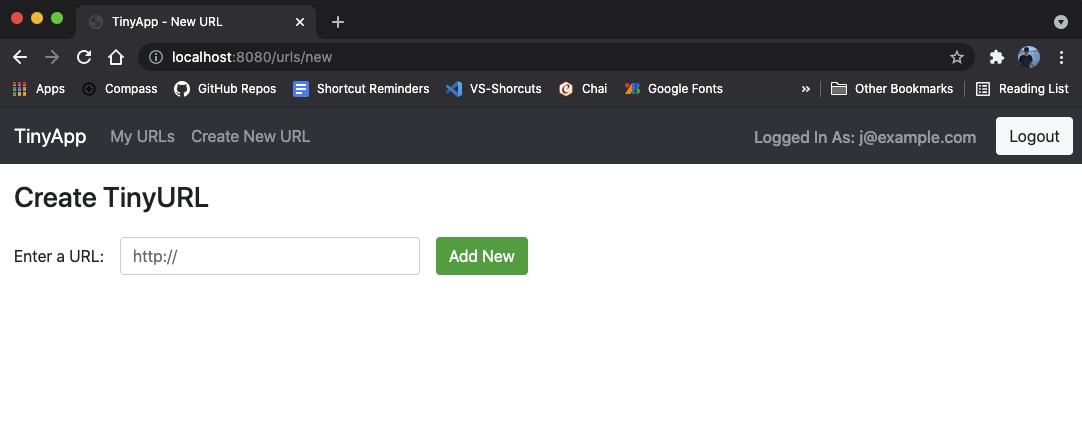 TinyApp - New URL
localhost:8080/urls/new
Apps Compass GitHub Repos Shortcut Reminders VS-Shorcuts Chai Google Fonts » Other Bookmarks Reading List
TinyApp My URLs Create New URL Logged In As: j@example.com Logout
Create TinyURL
Enter a URL: http:// Add New